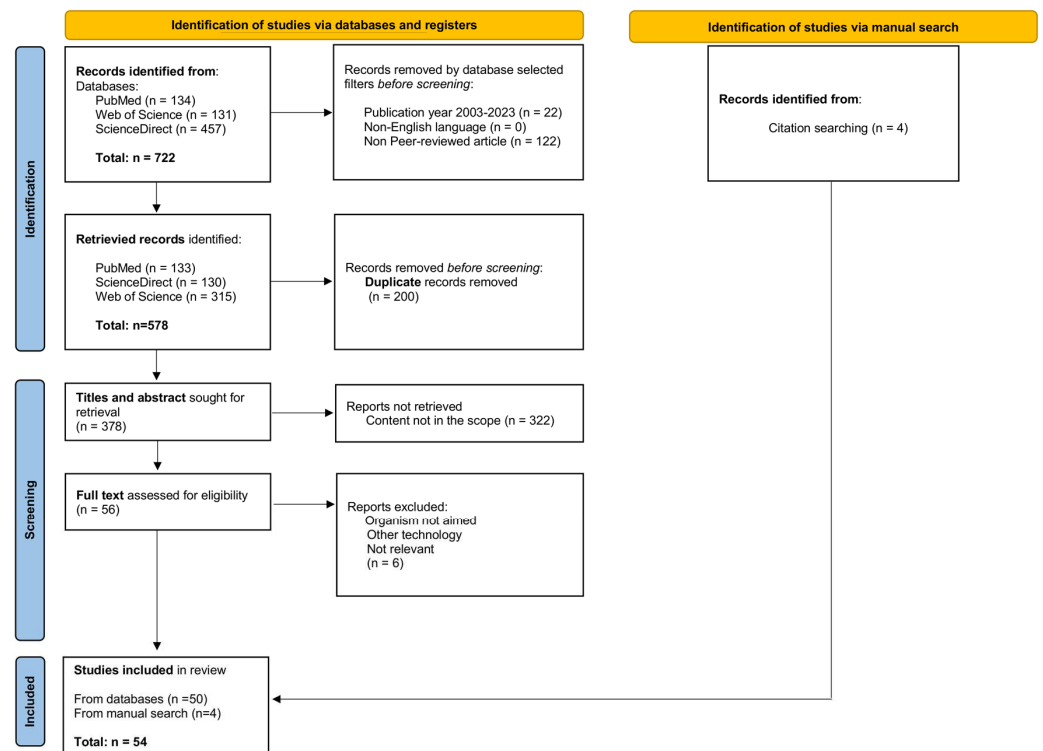 Identification of studies via databases and registers
Identification of studies via manual search
Identification
Records identified from:
Databases:
PubMed (n = 134)
Web of Science (n = 131)
ScienceDirect (n = 457)
Total: n = 722
Records removed by database selected
filters before screening:
Publication year 2003-2023 (n = 22)
Non-English language (n = 0)
Non Peer-reviewed article (n = 122)
Records identified from:
Citation searching (n = 4)
Retrievied records identified:
PubMed (n = 133)
ScienceDirect (n = 130)
Web of Science (n = 315)
Total: n=578
Records removed before screening:
Duplicate records removed
(n = 200)
Screening
Titles and abstract sought for
retrieval
(n = 378)
Reports not retrieved
Content not in the scope (n = 322)
Full text assessed for eligibility
(n = 56)
Reports excluded:
Organism not aimed
Other technology
Not relevant
(n = 6)
Included
Studies included in review
From databases (n =50)
From manual search (n=4)
Total: n = 54